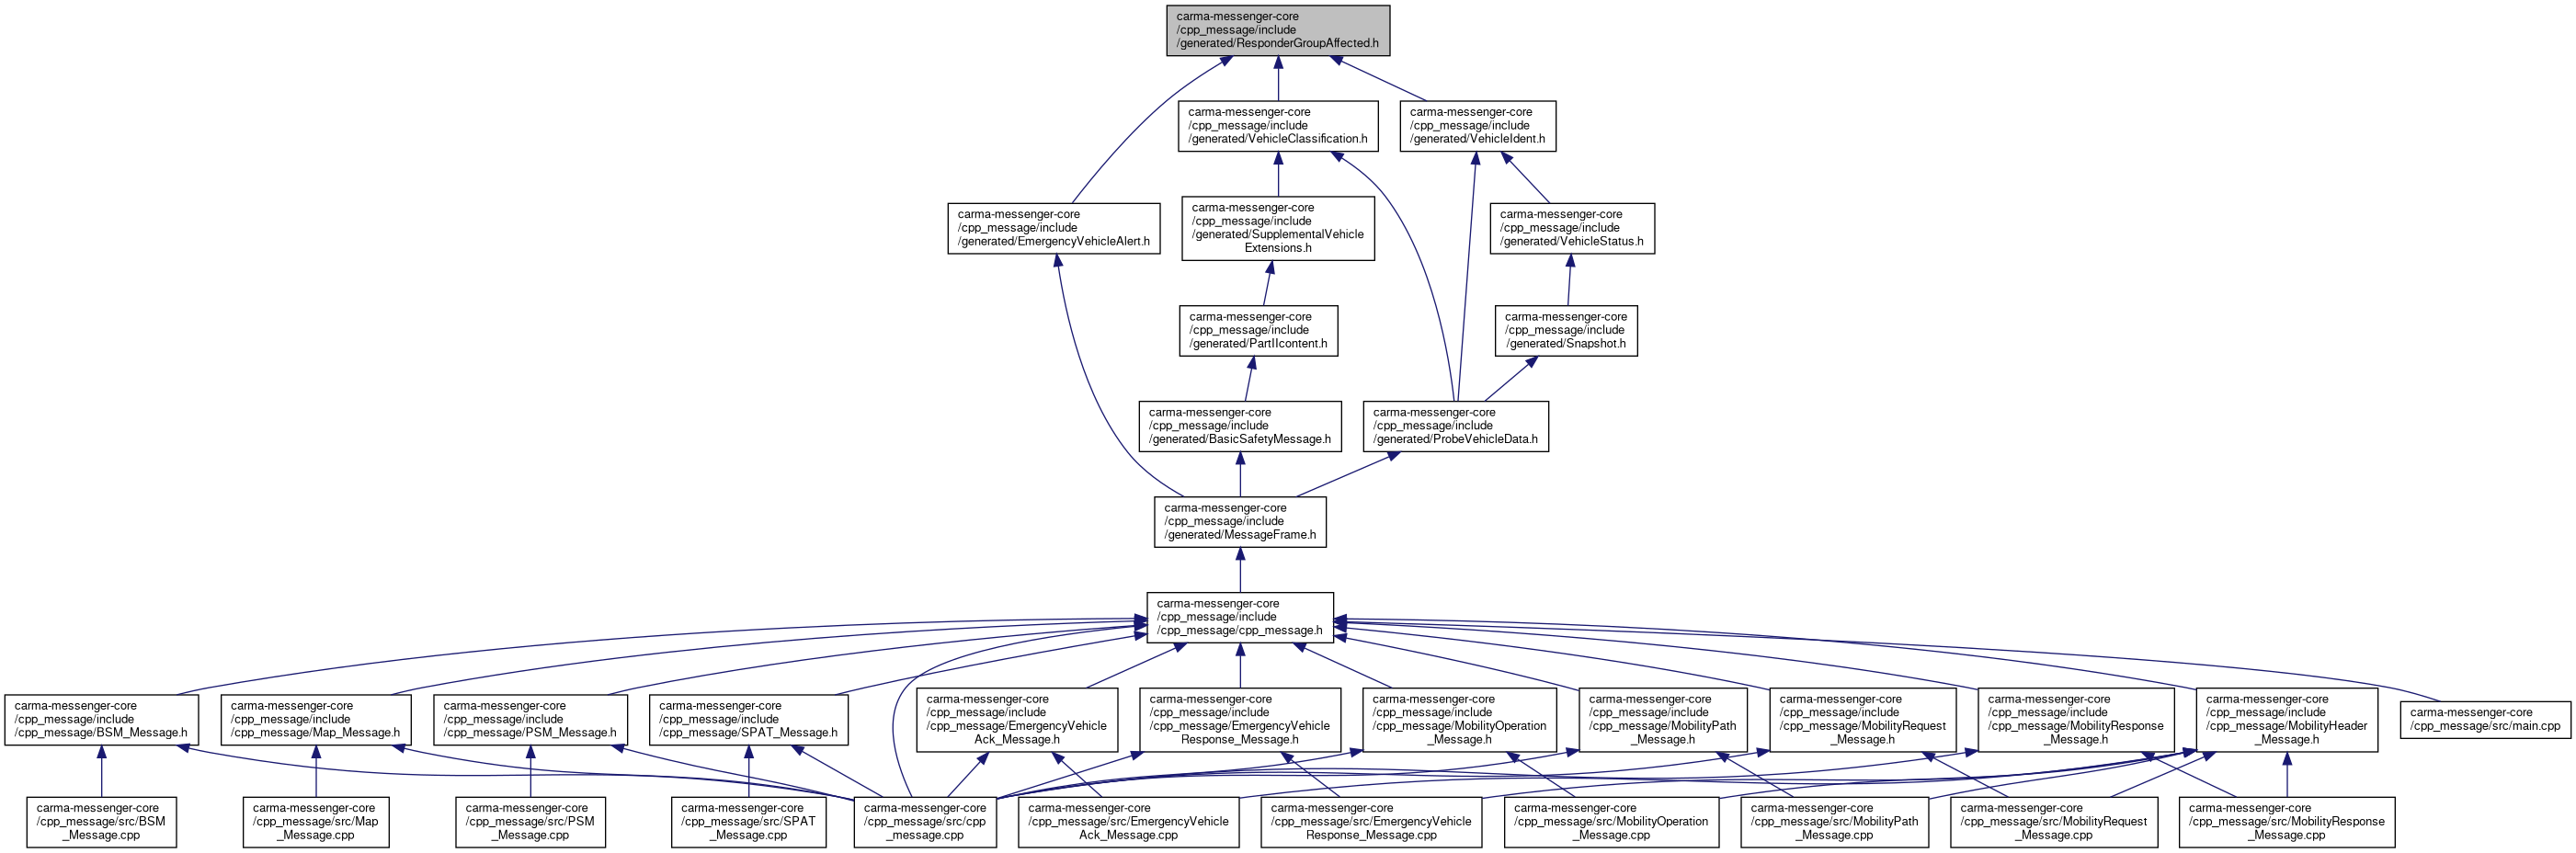 carma-messenger-core
/cpp_message/include
/generated/ResponderGroupAffected.h
carma-messenger-core
/cpp_message/include
/generated/VehicleClassification.h
carma-messenger-core
/cpp_message/include
/generated/VehicleIdent.h
carma-messenger-core
/cpp_message/include
/generated/EmergencyVehicleAlert.h
carma-messenger-core
/cpp_message/include
/generated/SupplementalVehicle
Extensions.h
carma-messenger-core
/cpp_message/include
/generated/VehicleStatus.h
carma-messenger-core
/cpp_message/include
/generated/PartIIcontent.h
carma-messenger-core
/cpp_message/include
/generated/Snapshot.h
carma-messenger-core
/cpp_message/include
/generated/BasicSafetyMessage.h
carma-messenger-core
/cpp_message/include
/generated/ProbeVehicleData.h
carma-messenger-core
/cpp_message/include
/generated/MessageFrame.h
carma-messenger-core
/cpp_message/include
/cpp_message/cpp_message.h
carma-messenger-core
/cpp_message/include
/cpp_message/BSM_Message.h
carma-messenger-core
/cpp_message/include
/cpp_message/Map_Message.h
carma-messenger-core
/cpp_message/include
/cpp_message/PSM_Message.h
carma-messenger-core
/cpp_message/include
/cpp_message/SPAT_Message.h
carma-messenger-core
/cpp_message/include
/cpp_message/EmergencyVehicle
Ack_Message.h
carma-messenger-core
/cpp_message/include
/cpp_message/EmergencyVehicle
Response_Message.h
carma-messenger-core
/cpp_message/include
/cpp_message/MobilityOperation
_Message.h
carma-messenger-core
/cpp_message/include
/cpp_message/MobilityPath
_Message.h
carma-messenger-core
/cpp_message/include
/cpp_message/MobilityRequest
_Message.h
carma-messenger-core
/cpp_message/include
/cpp_message/MobilityResponse
_Message.h
carma-messenger-core
/cpp_message/include
/cpp_message/MobilityHeader
_Message.h
carma-messenger-core
/cpp_message/src/main.cpp
carma-messenger-core
/cpp_message/src/BSM
_Message.cpp
carma-messenger-core
/cpp_message/src/Map
_Message.cpp
carma-messenger-core
/cpp_message/src/PSM
_Message.cpp
carma-messenger-core
/cpp_message/src/SPAT
_Message.cpp
carma-messenger-core
/cpp_message/src/cpp
_message.cpp
carma-messenger-core
/cpp_message/src/EmergencyVehicle
Ack_Message.cpp
carma-messenger-core
/cpp_message/src/EmergencyVehicle
Response_Message.cpp
carma-messenger-core
/cpp_message/src/MobilityOperation
_Message.cpp
carma-messenger-core
/cpp_message/src/MobilityPath
_Message.cpp
carma-messenger-core
/cpp_message/src/MobilityRequest
_Message.cpp
carma-messenger-core
/cpp_message/src/MobilityResponse
_Message.cpp